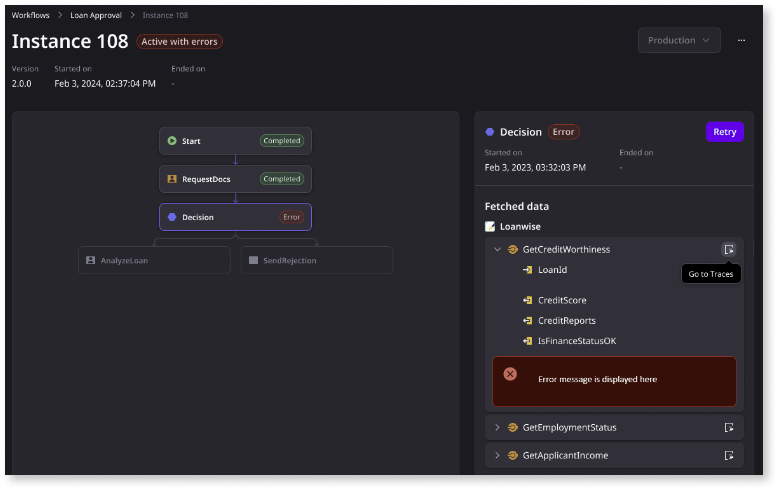 Workflows > Loan Approval > Instance 108
Instance 108 Active with errors
Production
Version Started on Ended on
2.0.0 Feb 3, 2024, 02:37:04 PM -
Start Completed
RequestDocs Completed
Decision Error
AnalyzeLoan SendRejection
Decision Error Retry
Started on Ended on
Feb 3, 2023, 03:32:03 PM -
Fetched data
Loanwise
GetCreditWorthiness
LoanId
Go to Traces
CreditScore
CreditReports
IsFinanceStatusOK
Error message is displayed here
GetEmploymentStatus
GetApplicantIncome